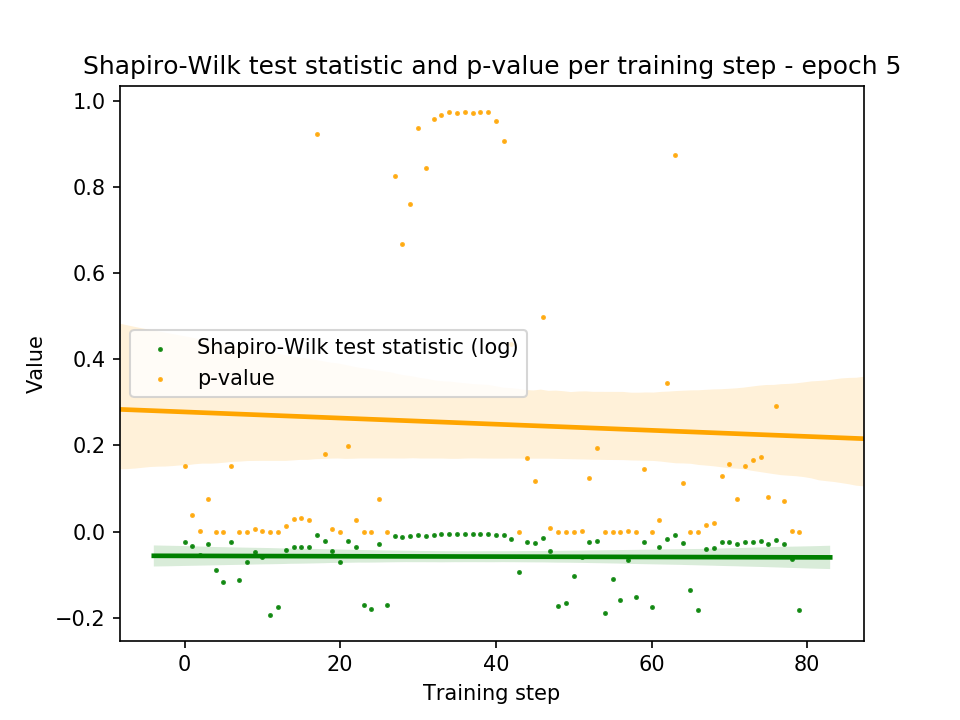 Shapiro-Wilk test statistic and p-value per training step - epoch 5
1.0
0.8
0.6
0.4
0.2
0.0
−0.2
Value
Shapiro-Wilk test statistic (log)
p-value
0 20 40 60 80
Training step